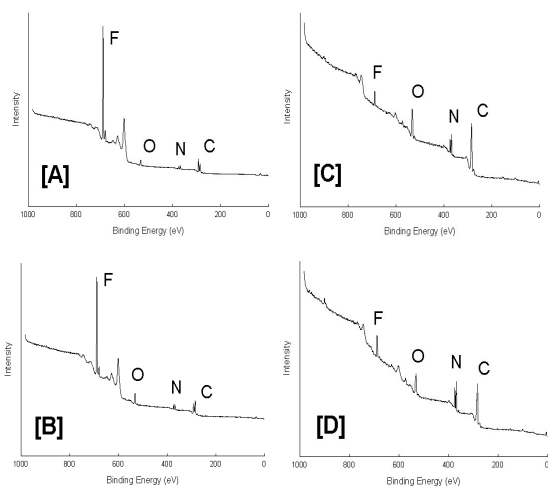 F
O
N
C
[A]
Intensity
1000
800
600
400
200
0
Binding Energy (eV)
F
O
N
C
[C]
Intensity
1000
800
600
400
200
0
Binding Energy (eV)
F
O
N
C
[B]
Intensity
1000
800
600
400
200
0
Binding Energy (eV)
F
O
N
C
[D]
Intensity
1000
800
600
400
200
0
Binding Energy (eV)